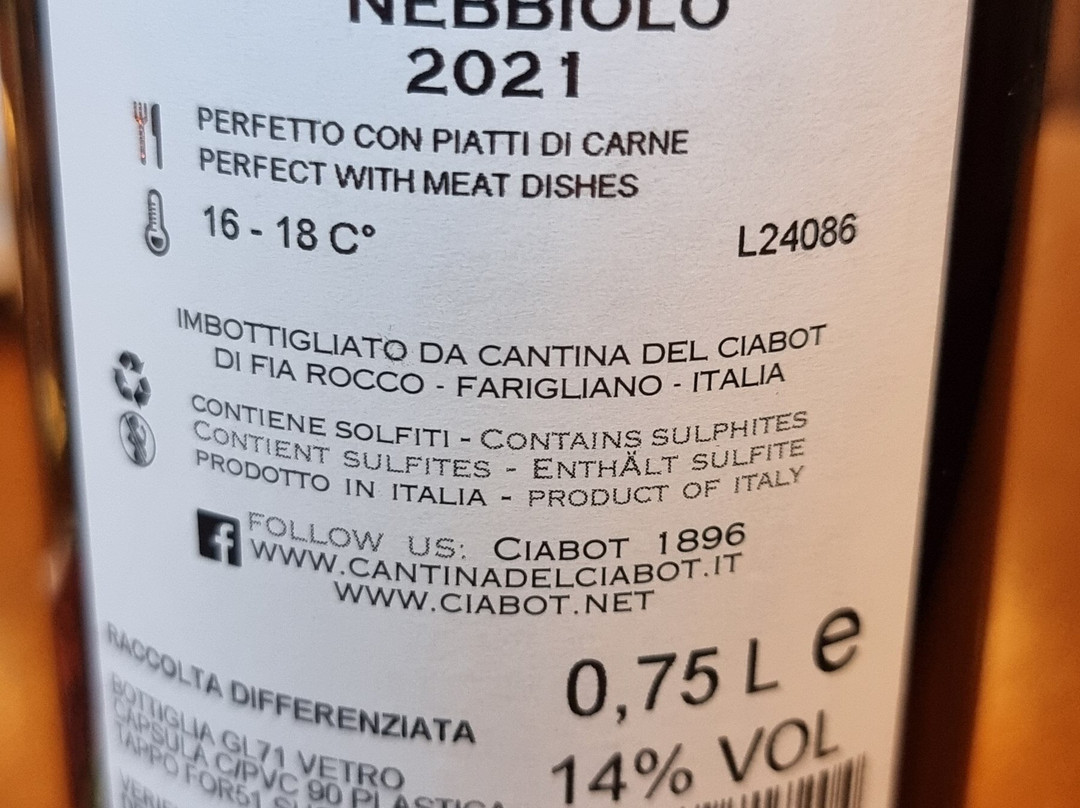 NEBBIOLO
2021
PERFETTO CON PIATTI DI CARNE
PERFECT WITH MEAT DISHES
16 - 18 C° L24086
IMBOTTIGLIATO DA CANTINA DEL CIABOT
DI FIA ROCCO - FARIGLIANO - ITALIA
CONTIENE SOLFITI - CONTAINS SULPHITES
CONTIENT SULFITES - ENTHÄLT SULFITE
PRODOTTO IN ITALIA - PRODUCT OF ITALY
f FOLLOW US: CIABOT 1896
WWW.CANTINADELCIABOT.IT
WWW.CIABOT.NET
0,75 L e
14% VOL
RACCOLTA DIFFERENZIATA
BOTTIGLIA GL71 VETRO
CAPSULA C/PVC 90 PLASTICA
TAPPO FOR51